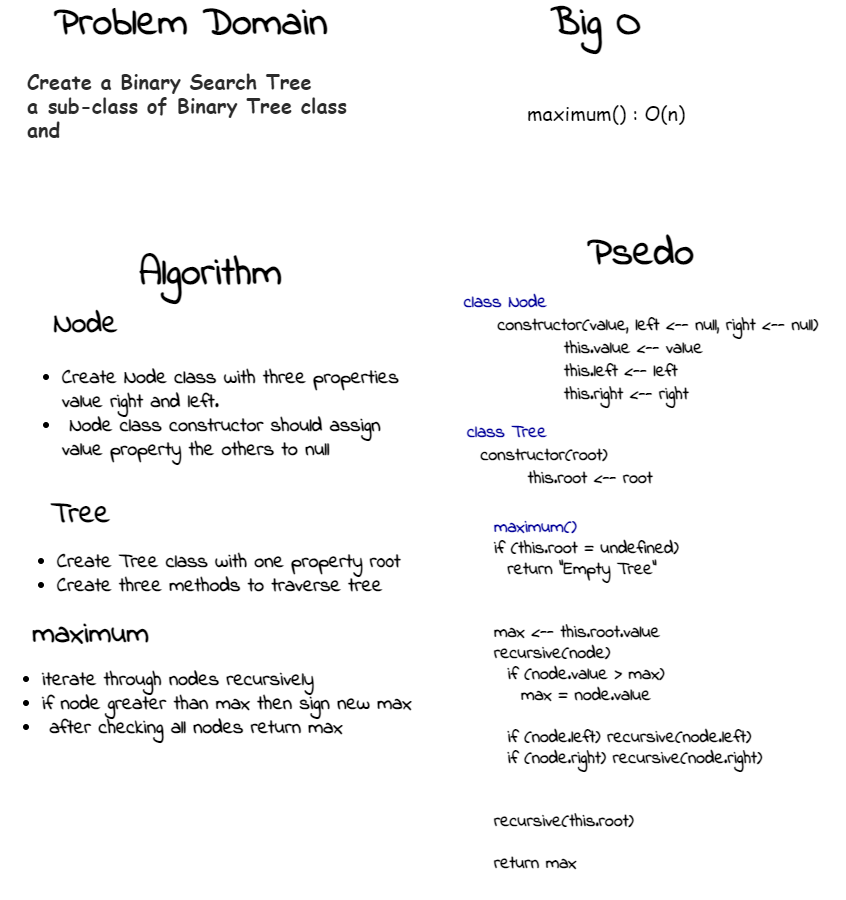 Problem Domain
Create a Binary Search Tree
a sub-class of Binary Tree class
and
Big O
maximum() : O(n)
Algorithm
Node
• Create Node class with three properties
value right and left.
• Node class constructor should assign
value property the others to null
Tree
• Create Tree class with one property root
• Create three methods to traverse tree
maximum
• iterate through nodes recursively
• if node greater than max then sign new max
• after checking all nodes return max
Psedo
class Node
constructor(value, left <-- null, right <-- null)
this.value <-- value
this.left <-- left
this.right <-- right
class Tree
constructor(root)
this.root <-- root
maximum()
if (this.root = undefined)
return "Empty Tree"
max <-- this.root.value
recursive(node)
if (node.value > max)
max = node.value
if (node.left) recursive(node.left)
if (node.right) recursive(node.right)
recursive(this.root)
return max